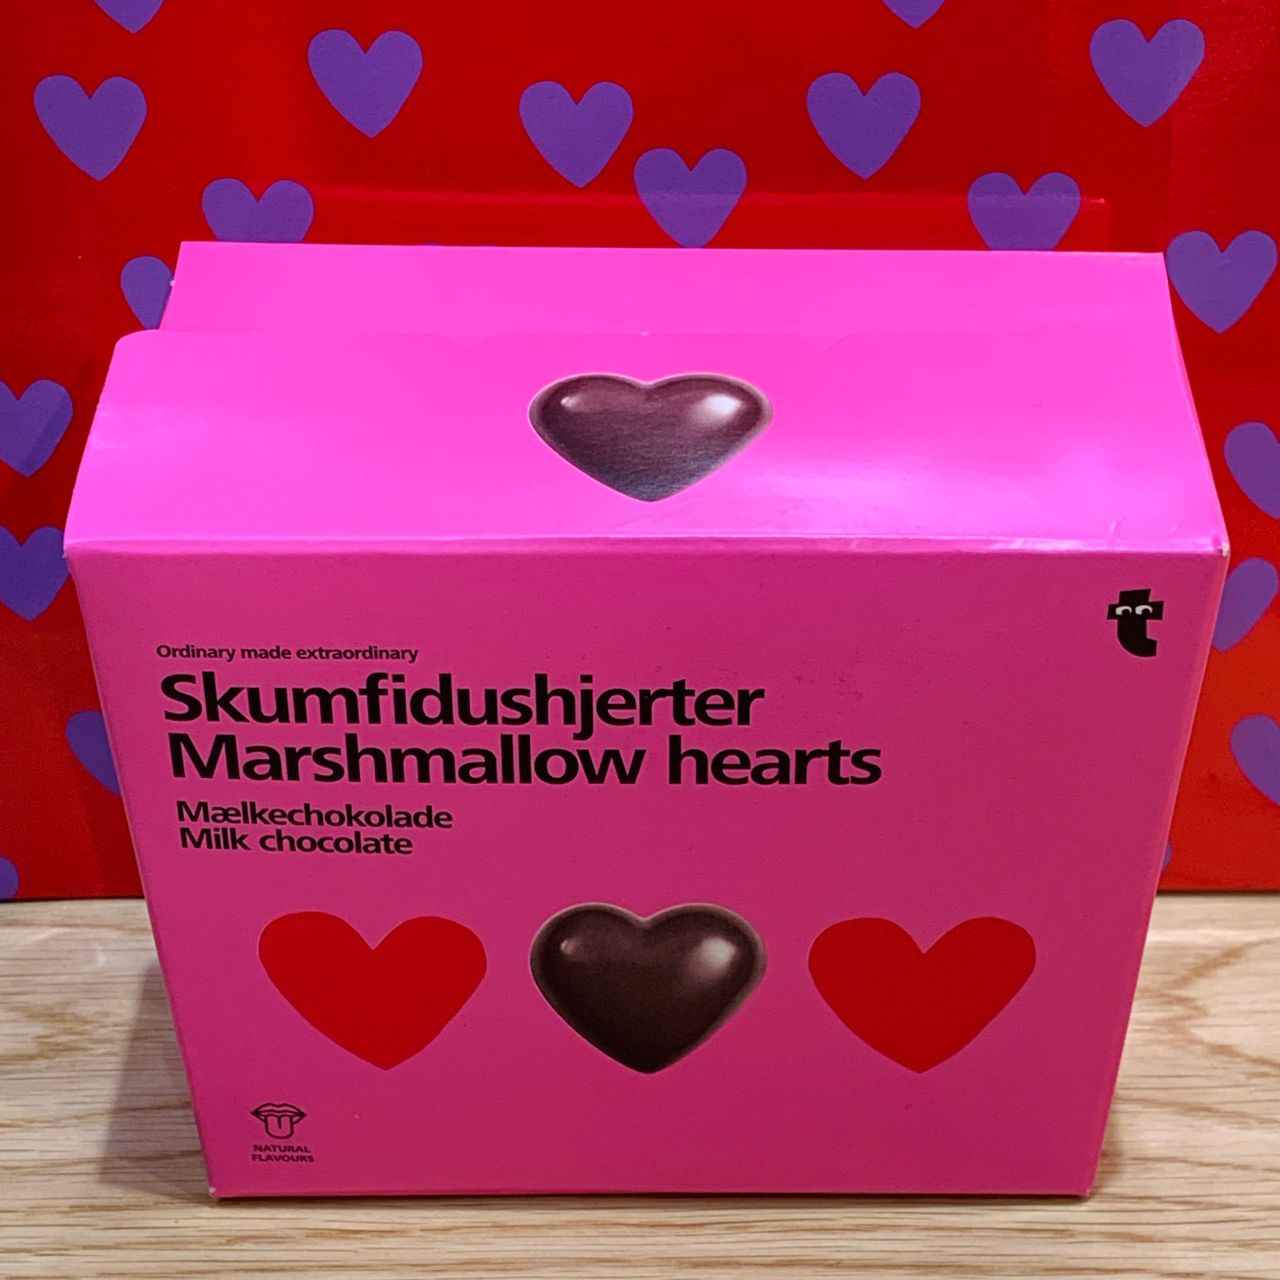 Ordinary made extraordinary
Skumfidushjerter
Marshmallow hearts
Mælkechokolade
Milk chocolate
t
NATURAL
FLAVOURS